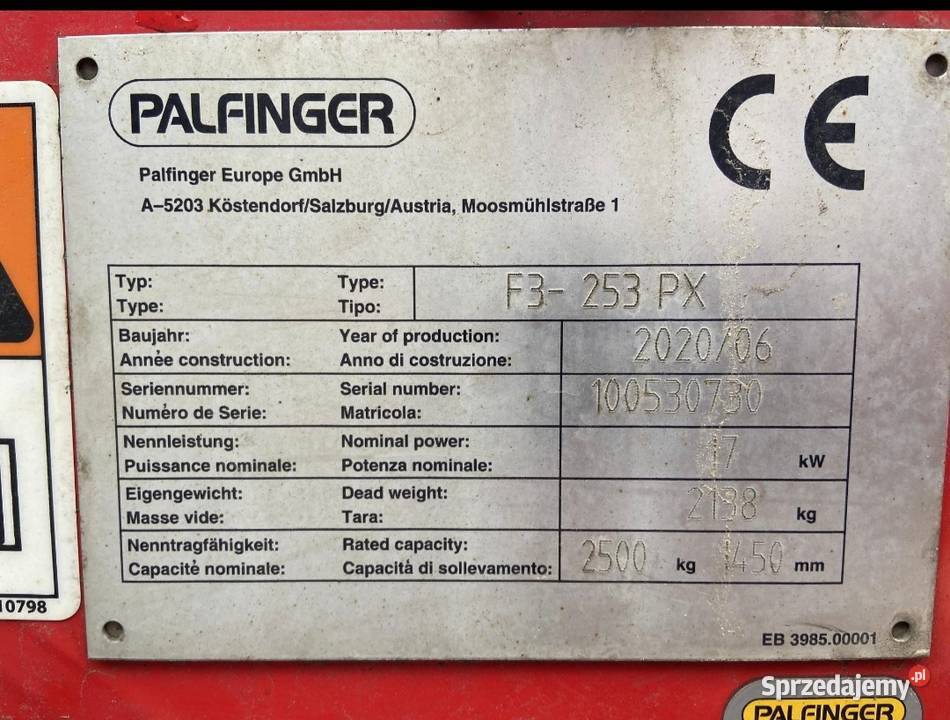 PALFINGER
Palfinger Europe GmbH
A–5203 Köstendorf/Salzburg/Austria, Moosmühlstraße 1
Typ: Type: F3- 253 PX
Type: Tipo:
Baujahr: Year of production: 2020/06
Année construction: Anno di costruzione:
Seriennummer: Serial number: 100530730
Numéro de Serie: Matricola:
Nennleistung: Nominal power: 17 kW
Puissance nominale: Potenza nominale:
Eigengewicht: Dead weight: 2138 kg
Masse vide: Tara:
Nenntragfähigkeit: Rated capacity: 2500 kg 1450 mm
Capacité nominale: Capacità di sollevamento:
EB 3985.00001
10798
Sprzedajemy.pl
PALFINGER
CE